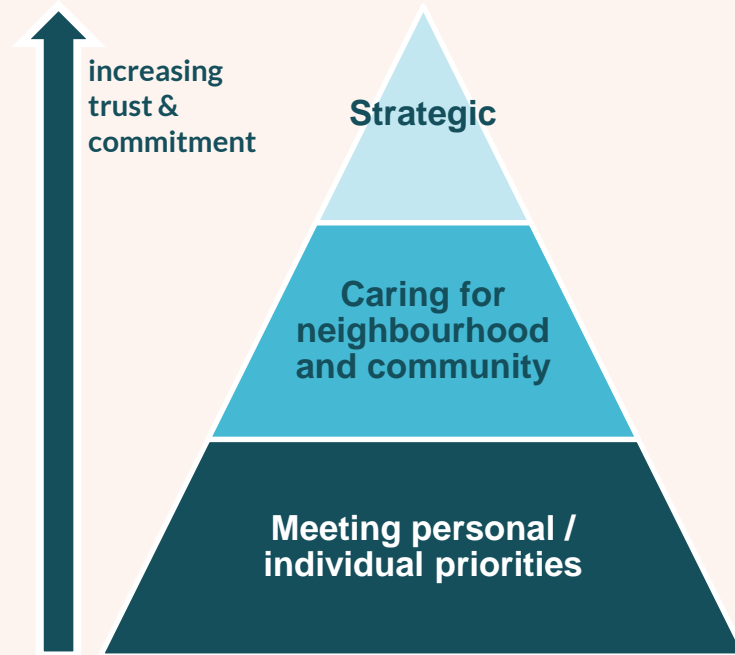 increasing
trust &
commitment
Strategic
Caring for
neighbourhood
and community
Meeting personal /
individual priorities